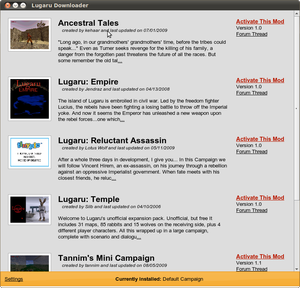 Lugaru Downloader
Ancestral Tales
created by kehaar and last updated on 07/01/2009
"Long ago, in our grandmothers' grandmothers' time, before the tribes could
speak..." Even as Turner seeks revenge for the killing of his family, a
danger from the forgotten past threatens the future of all the races. But
some remember the old tal...
Activate This Mod
Version 1.0
Forum Thread
Lugaru: Empire
created by Jendraz and last updated on 04/13/2008
The island of Lugaru is embroiled in civil war. Led by the freedom fighter
Lucius, the rebels have been fighting a losing battle to throw off the Imperial
yoke. And now it seems the Emperor has unleashed a new weapon upon
the rebel forces...one which...
Activate This Mod
Version 1.0
Forum Thread
Lugaru: Reluctant Assassin
created by Lotus Wolf and last updated on 05/11/2009
After a whole three days in development, I give you... In this Campaign we
will follow Vincent Hirem, an ex-assassin, on his journey through a rebellion
against an oppressive Imperialist government. When fate meets with his
closest friends, he reluc...
Activate This Mod
Version 1.0
Forum Thread
Lugaru: Temple
created by Silb and last updated on 04/10/2006
Welcome to Lugaru's unofficial expansion pack. Unofficial, but free it
includes 31 maps, 85 rabbits and 15 wolves on the receiving side, plus 4
different player characters. All this wrapped up in a large campaign,
complete with scenario and dialogu...
Activate This Mod
Version 1.1
Forum Thread
Tannim's Mini Campaign
created by tannim and last updated on 08/05/2009
Activate This Mod
Version 1.1
Forum Thread
Settings
Currently Installed: Default Campaign